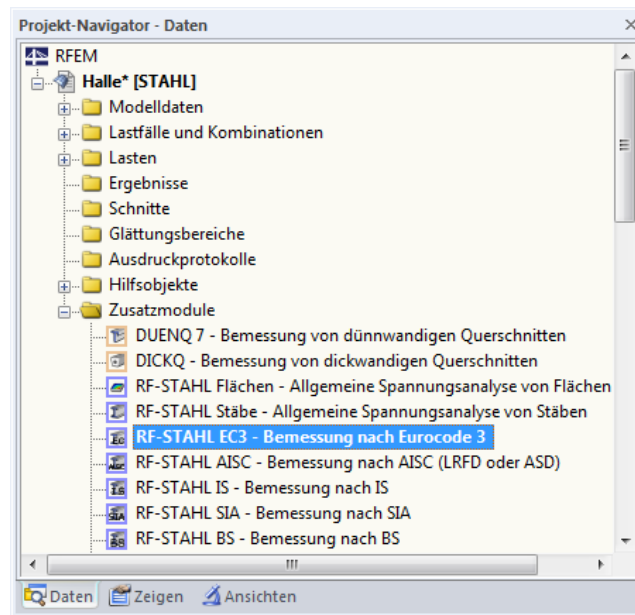 Projekt-Navigator - Daten
RFEM
Halle* [STAHL]
Modelldaten
Lastfälle und Kombinationen
Lasten
Ergebnisse
Schnitte
Glättungsbereiche
Ausdruckprotokolle
Hilfsobjekte
Zusatzmodule
DUENQ 7 - Bemessung von dünnwandigen Querschnitten
DICKQ - Bemessung von dickwandigen Querschnitten
RF-STAHL Flächen - Allgemeine Spannungsanalyse von Flächen
RF-STAHL Stäbe - Allgemeine Spannungsanalyse von Stäben
RF-STAHL EC3 - Bemessung nach Eurocode 3
RF-STAHL AISC - Bemessung nach AISC (LRFD oder ASD)
RF-STAHL IS - Bemessung nach IS
RF-STAHL SIA - Bemessung nach SIA
RF-STAHL BS - Bemessung nach BS
Daten Zeigen Ansichten